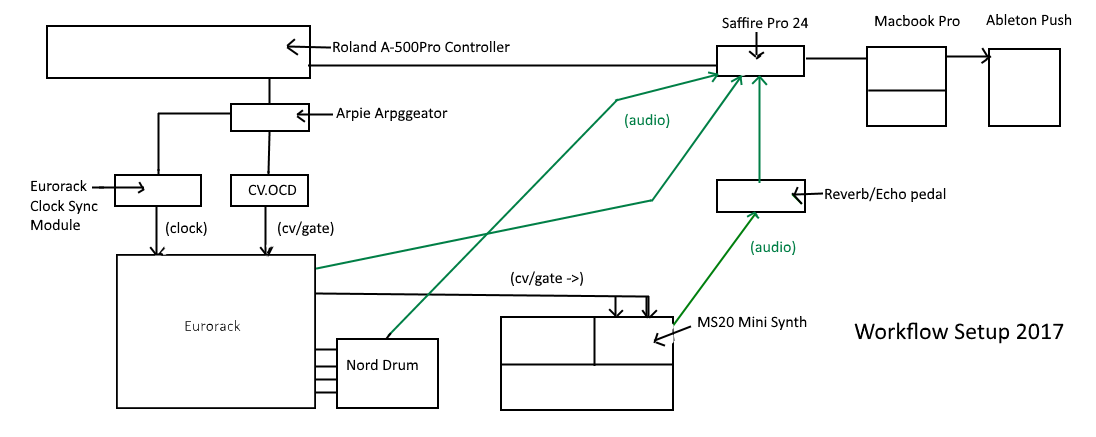 Saffire Pro 24
Macbook Pro
Ableton Push
Roland A-500Pro Controller
Arpie Arpggeator
(audio)
Eurorack
Clock Sync
Module
CV.OCD
Reverb/Echo pedal
(clock)
(cv/gate)
(audio)
(cv/gate ->)
Eurorack
MS20 Mini Synth
Workflow Setup 2017
Nord Drum